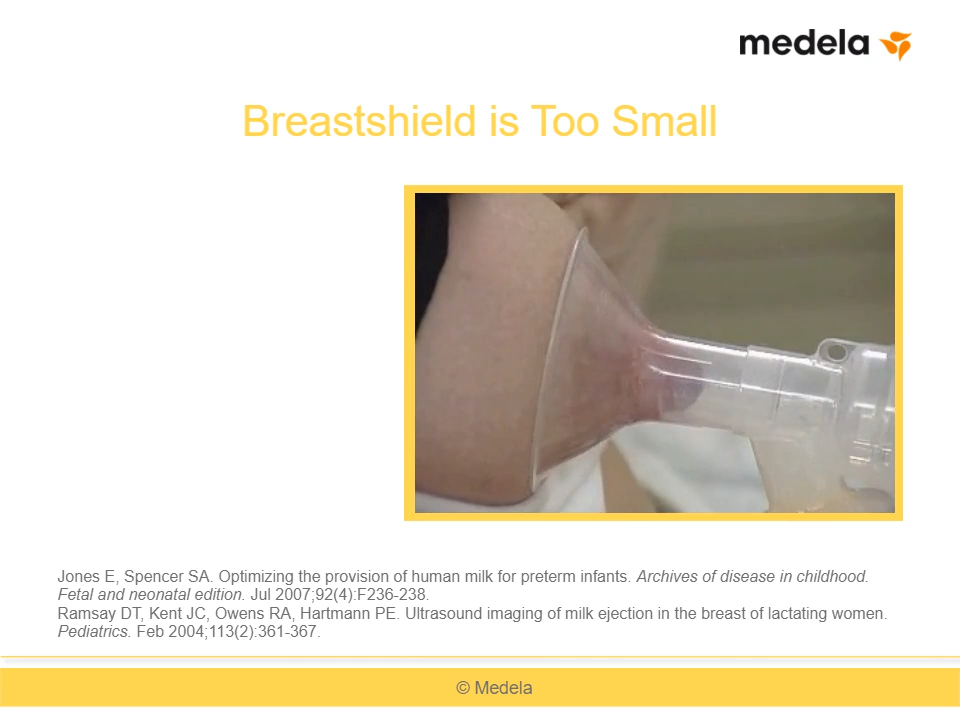 medela
Breastshield is Too Small
Jones E, Spencer SA. Optimizing the provision of human milk for preterm infants. Archives of disease in childhood.
Fetal and neonatal edition. Jul 2007;92(4):F236-238.
Ramsay DT, Kent JC, Owens RA, Hartmann PE. Ultrasound imaging of milk ejection in the breast of lactating women.
Pediatrics. Feb 2004;113(2):361-367.
© Medela